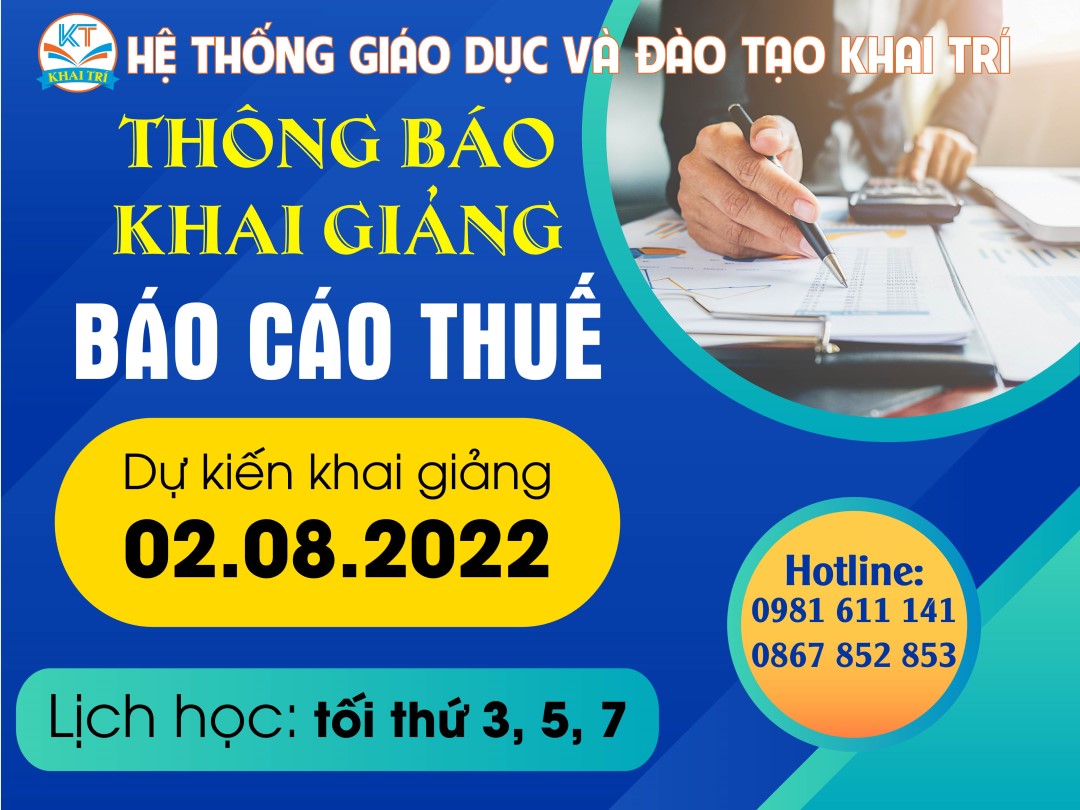 KT
KHAI TRÍ
HỆ THỐNG GIÁO DỤC VÀ ĐÀO TẠO KHAI TRÍ
THÔNG BÁO
KHAI GIẢNG
BÁO CÁO THUẾ
Dự kiến khai giảng
02.08.2022
Hotline:
0981 611 141
0867 852 853
Lịch học: tối thứ 3, 5, 7